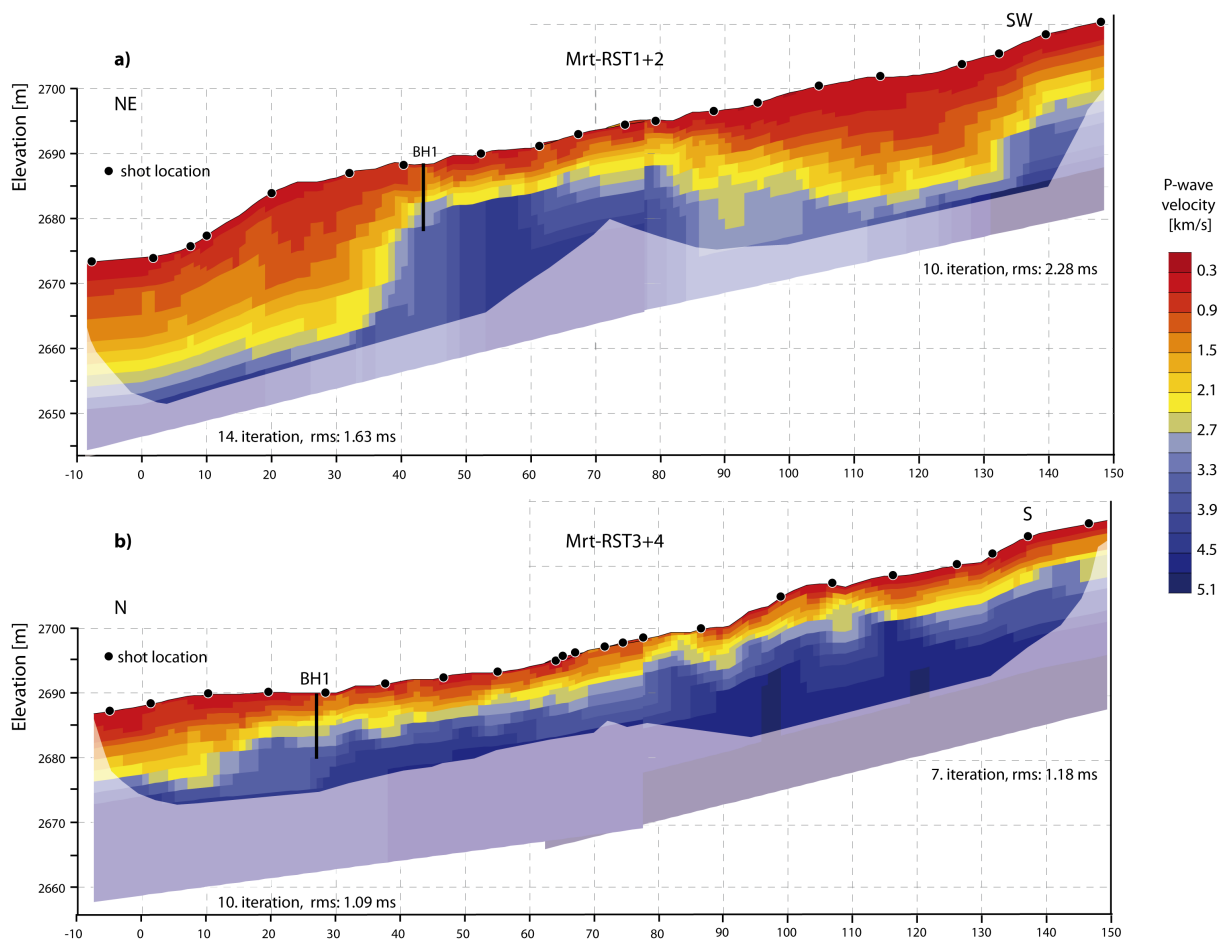 SW
a)
Mrt-RST1+2
Elevation [m]
2700
2690
2680
2670
2660
2650
NE
BH1
shot location
10. iteration, rms: 2.28 ms
14. iteration, rms: 1.63 ms
-10 0 10 20 30 40 50 60 70 80 90 100 110 120 130 140 150
P-wave
velocity
[km/s]
0.3
0.9
1.5
2.1
2.7
3.3
3.9
4.5
5.1
S
b)
Mrt-RST3+4
Elevation [m]
2700
2690
2680
2670
2660
N
shot location
BH1
7. iteration, rms: 1.18 ms
10. iteration, rms: 1.09 ms
-10 0 10 20 30 40 50 60 70 80 90 100 110 120 130 140 150